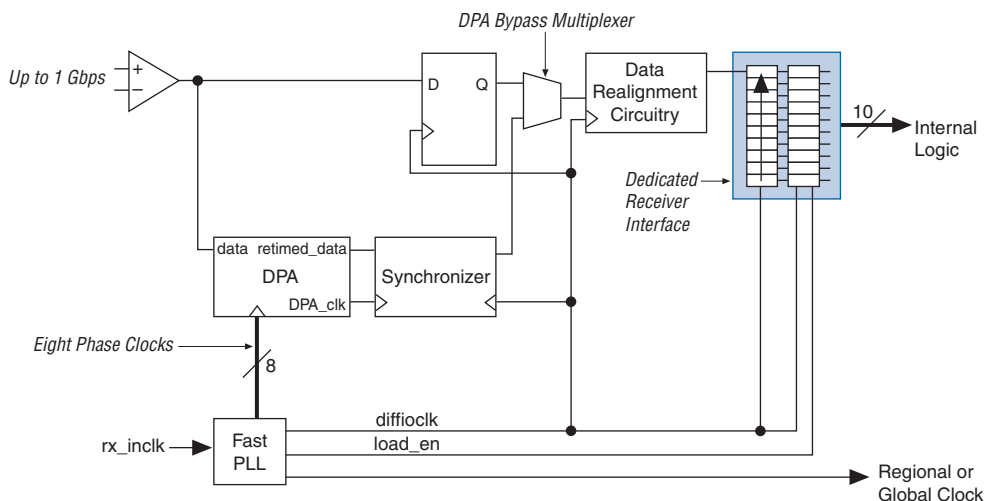 DPA Bypass Multiplexer
Up to 1 Gbps
+
−
D
Q
Data
Realignment
Circuitry
10
Internal
Logic
Dedicated
Receiver
Interface
data
retimed_data
DPA
DPA_clk
Synchronizer
Eight Phase Clocks
8
rx_inclk
Fast
PLL
diffioclk
load_en
Regional or
Global Clock